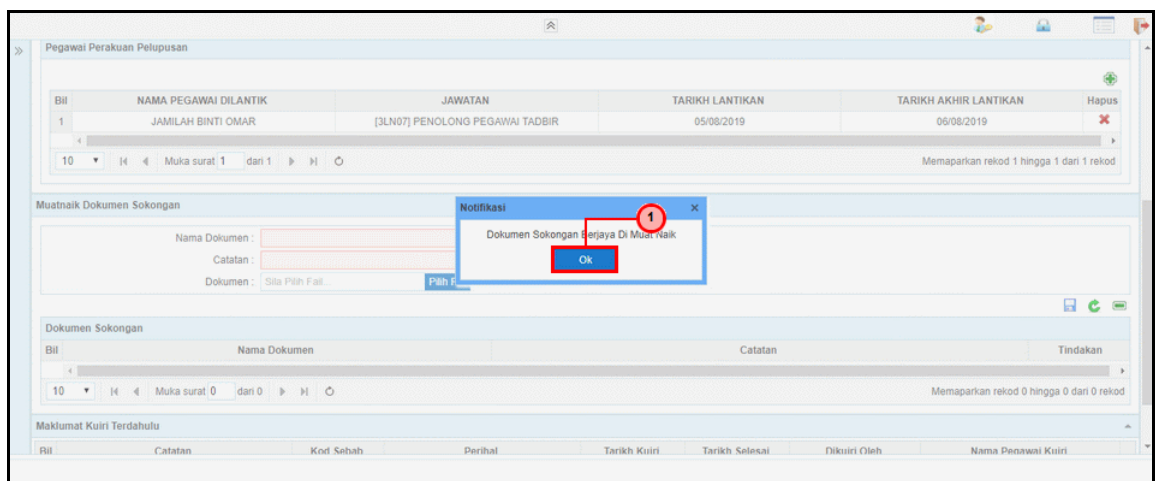 Pegawai Perakuan Pelupusan
Bil NAMA PEGAWAI DILANTIK JAWATAN TARIKH LANTIKAN TARIKH AKHIR LANTIKAN Hapus
1 JAMILAH BINTI OMAR [3LN07] PENOLONG PEGAWAI TADBIR 05/08/2019 06/08/2019
10 Muka surat 1 dari 1 Memaparkan rekod 1 hingga 1 dari 1 rekod
Muatnaik Dokumen Sokongan
Notifikasi
1
Nama Dokumen :
Dokumen Sokongan Berjaya Di Muat Naik
Catatan :
Ok
Dokumen : Sila Pilih Fail... Pilih
Dokumen Sokongan
Bil Nama Dokumen Catatan Tindakan
10 Muka surat 0 dari 0 Memaparkan rekod 0 hingga 0 dari 0 rekod
Maklumat Kuiri Terdahulu
Bil Catatan Kod Sebab Perihal Tarikh Kuiri Tarikh Selesai Dikuiri Oleh Nama Pegawai Kuiri